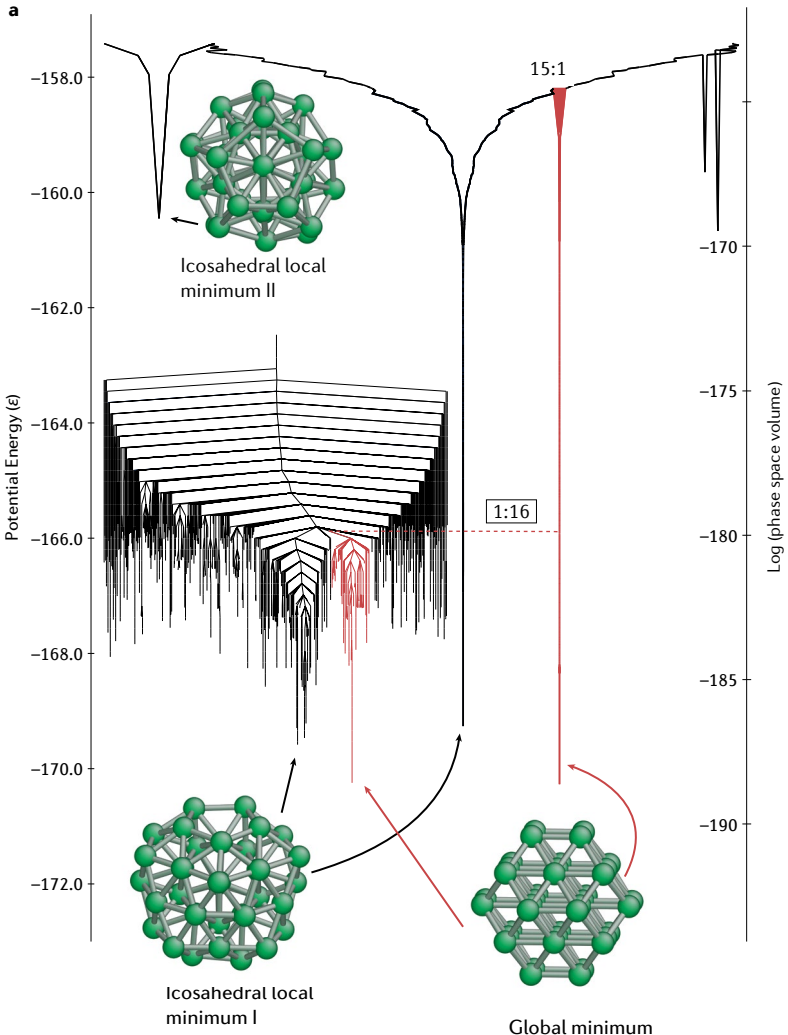 a
15:1
−158.0
−160.0
−170
Icosahedral local
minimum II
−162.0
−175
−164.0
Potential Energy (ε)
Log (phase space volume)
1:16
−166.0
−180
−168.0
−185
−170.0
−190
−172.0
Icosahedral local
minimum I
Global minimum